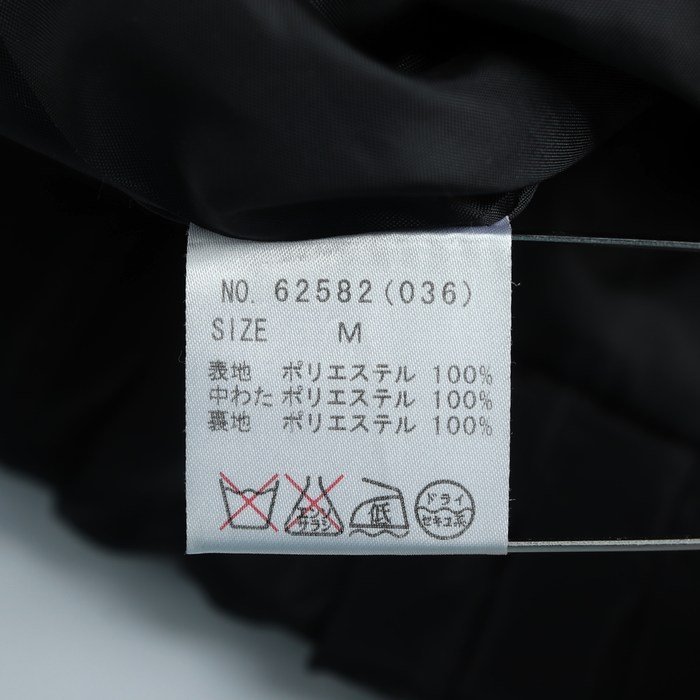 NO. 62582(036)
SIZE M
表地 ポリエステル 100%
中わた ポリエステル 100%
裏地 ポリエステル 100%
エンソ サラシ 低 ドライ セキユ系